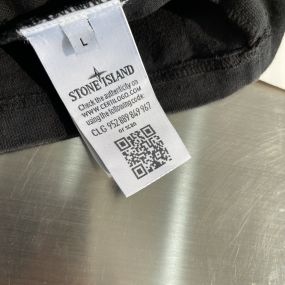 L
STONE ISLAND
Check the authenticity on
WWW.CERTILOGO.COM
using the following code:
CLG 952 889 849 967
or scan